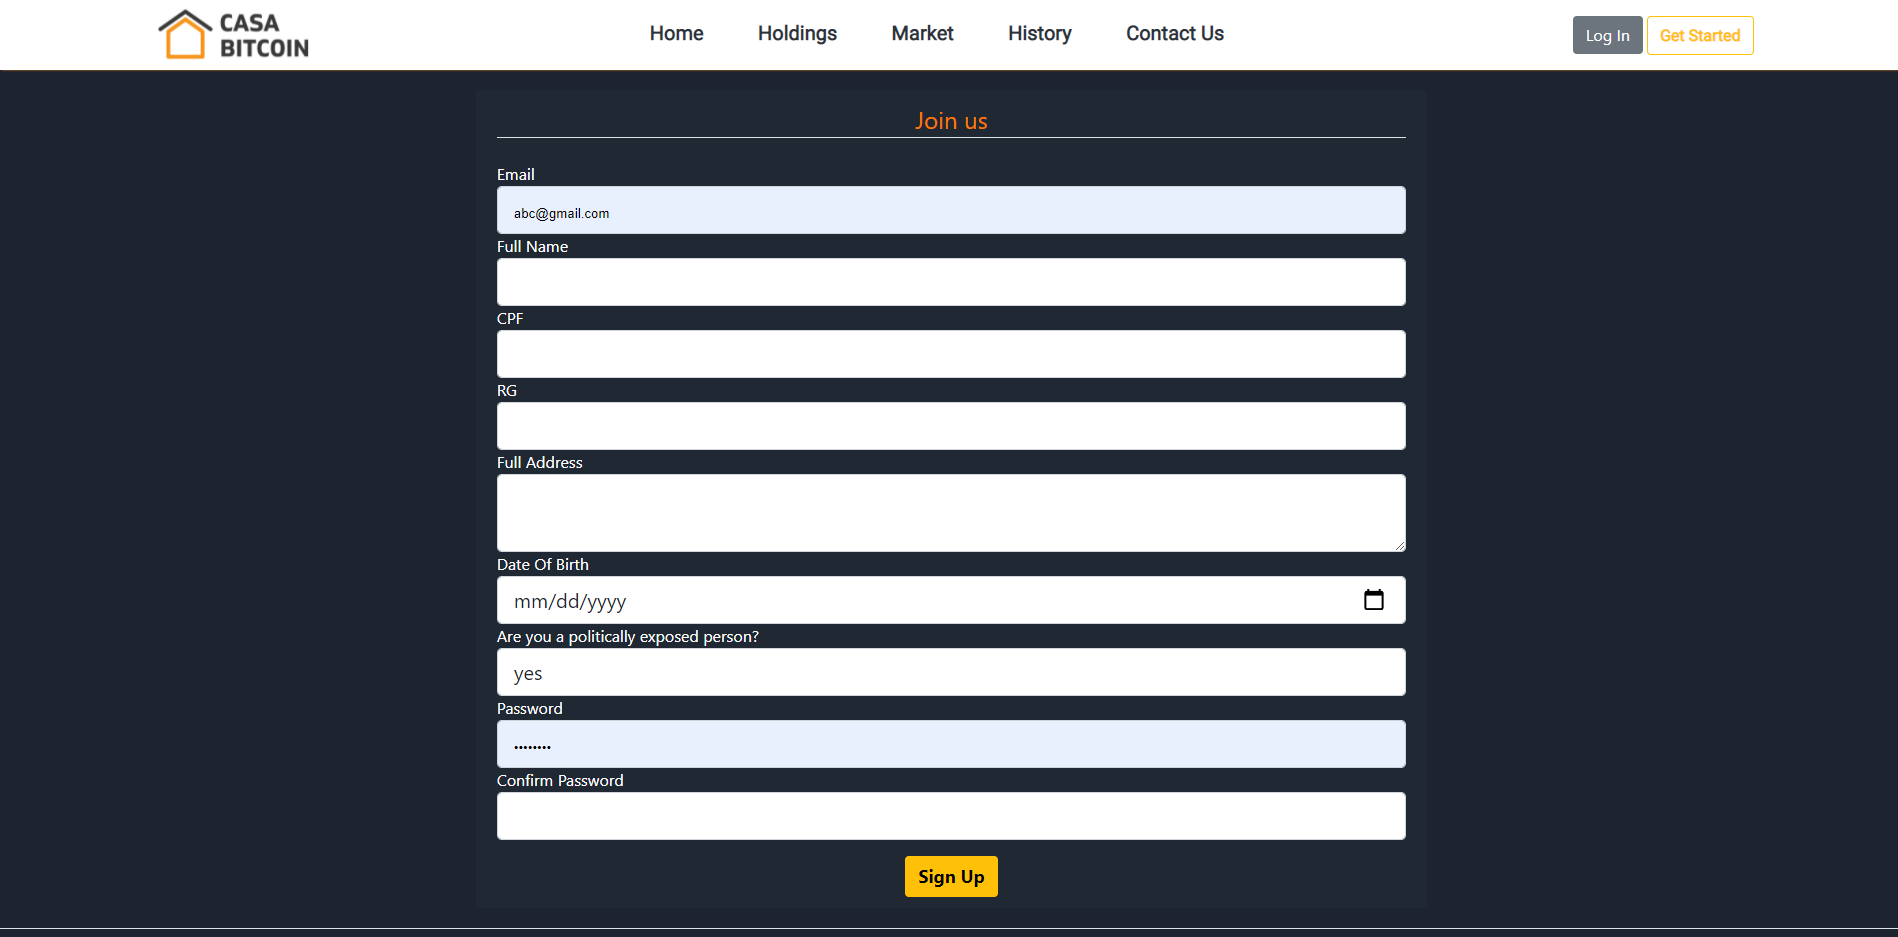 CASA
BITCOIN
Home Holdings Market History Contact Us
Log In Get Started
Join us
Email
abc@gmail.com
Full Name
CPF
RG
Full Address
Date Of Birth
mm/dd/yyyy
Are you a politically exposed person?
yes
Password
••••••••
Confirm Password
Sign Up